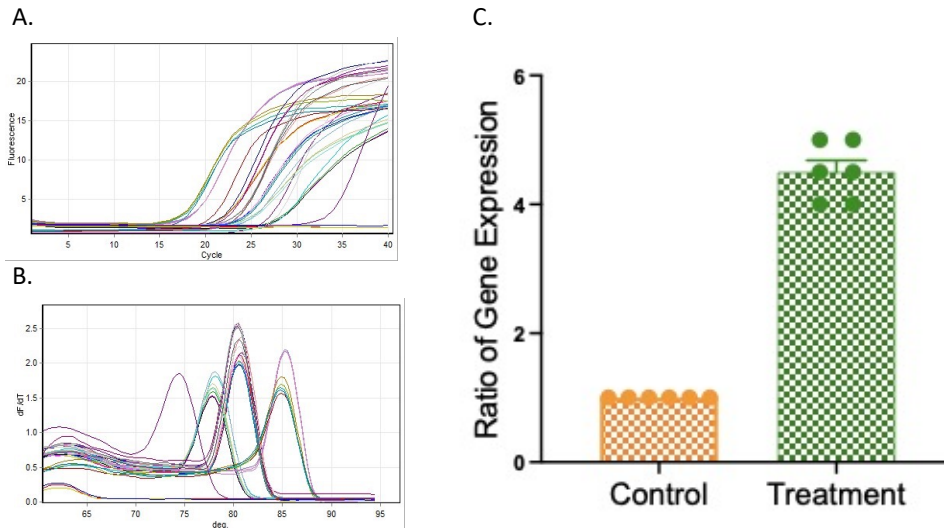 A.
20
15
10
5
Fluorescence
5
10
15
20
25
30
35
40
Cycle
B.
2.5
2.0
1.5
1.0
0.5
0.0
dF/dT
65
70
75
80
85
90
95
deg.
C.
6
4
2
0
Ratio of Gene Expression
Control
Treatment